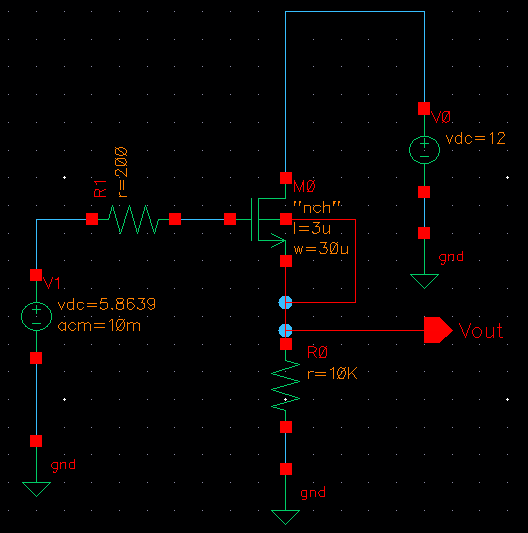 V0
vdc=12
gnd
R1
r=200
M0
"nch"
l=3u
w=30u
V1
vdc=5.8639
acm=10m
gnd
Vout
R0
r=10K
gnd